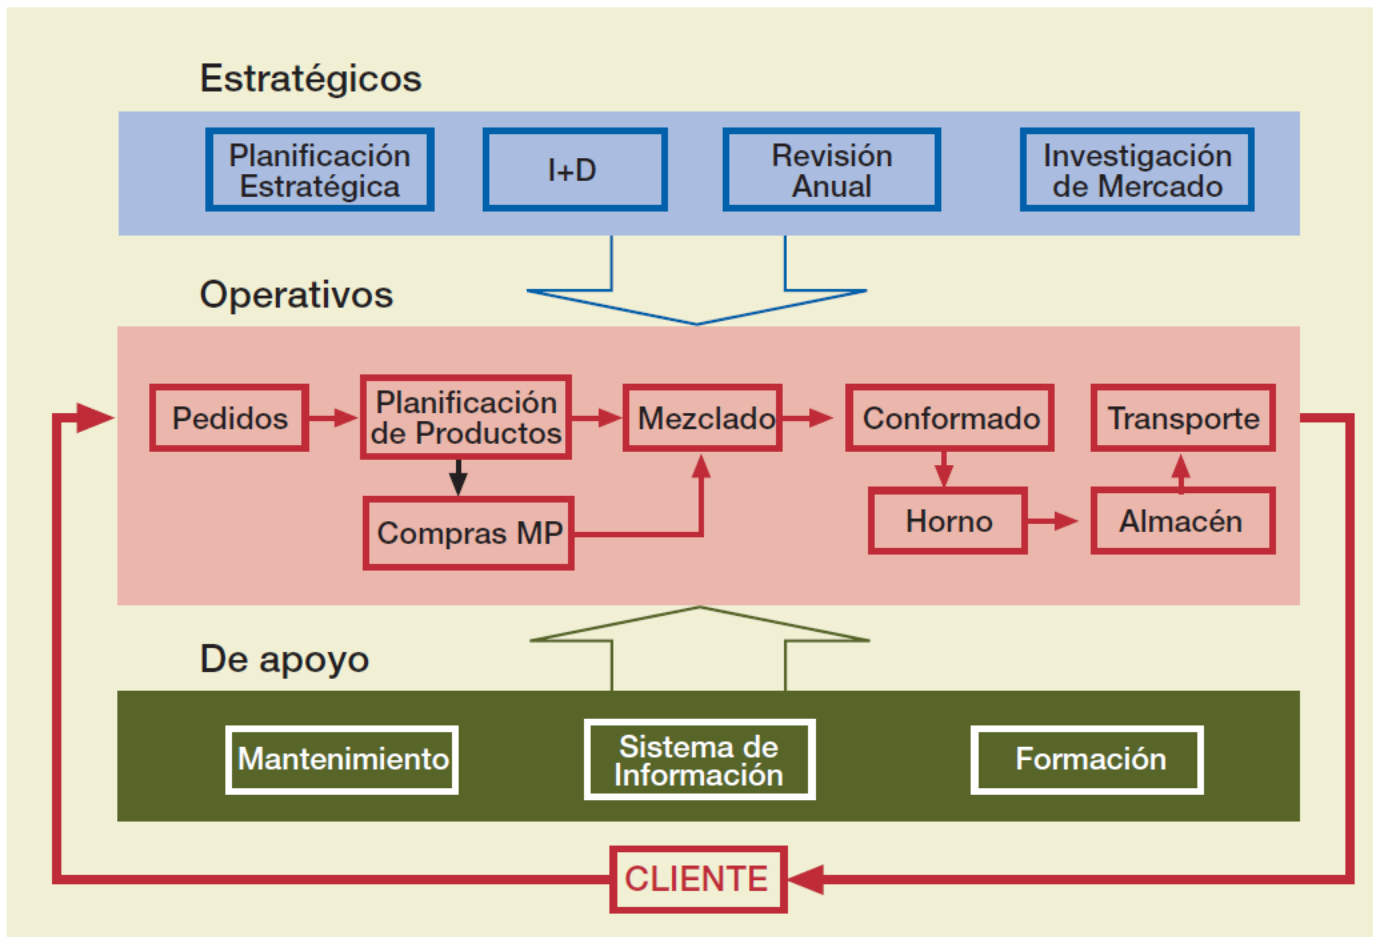 Estratégicos
Planificación
Estratégica
I+D
Revisión
Anual
Investigación
de Mercado
Operativos
Pedidos
Planificación
de Productos
Mezclado
Conformado
Transporte
Compras MP
Horno
Almacén
De apoyo
Mantenimiento
Sistema de
Información
Formación
CLIENTE